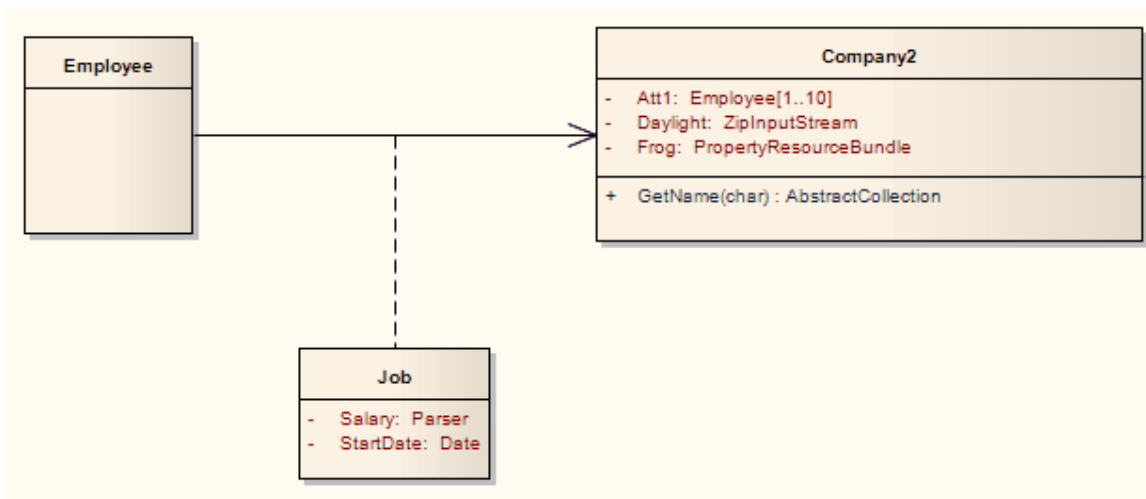 Employee
Company2
- Att1: Employee[1..10]
- Daylight: ZipInputStream
- Frog: PropertyResourceBundle
+ GetName(char) : AbstractCollection
Job
- Salary: Parser
- StartDate: Date